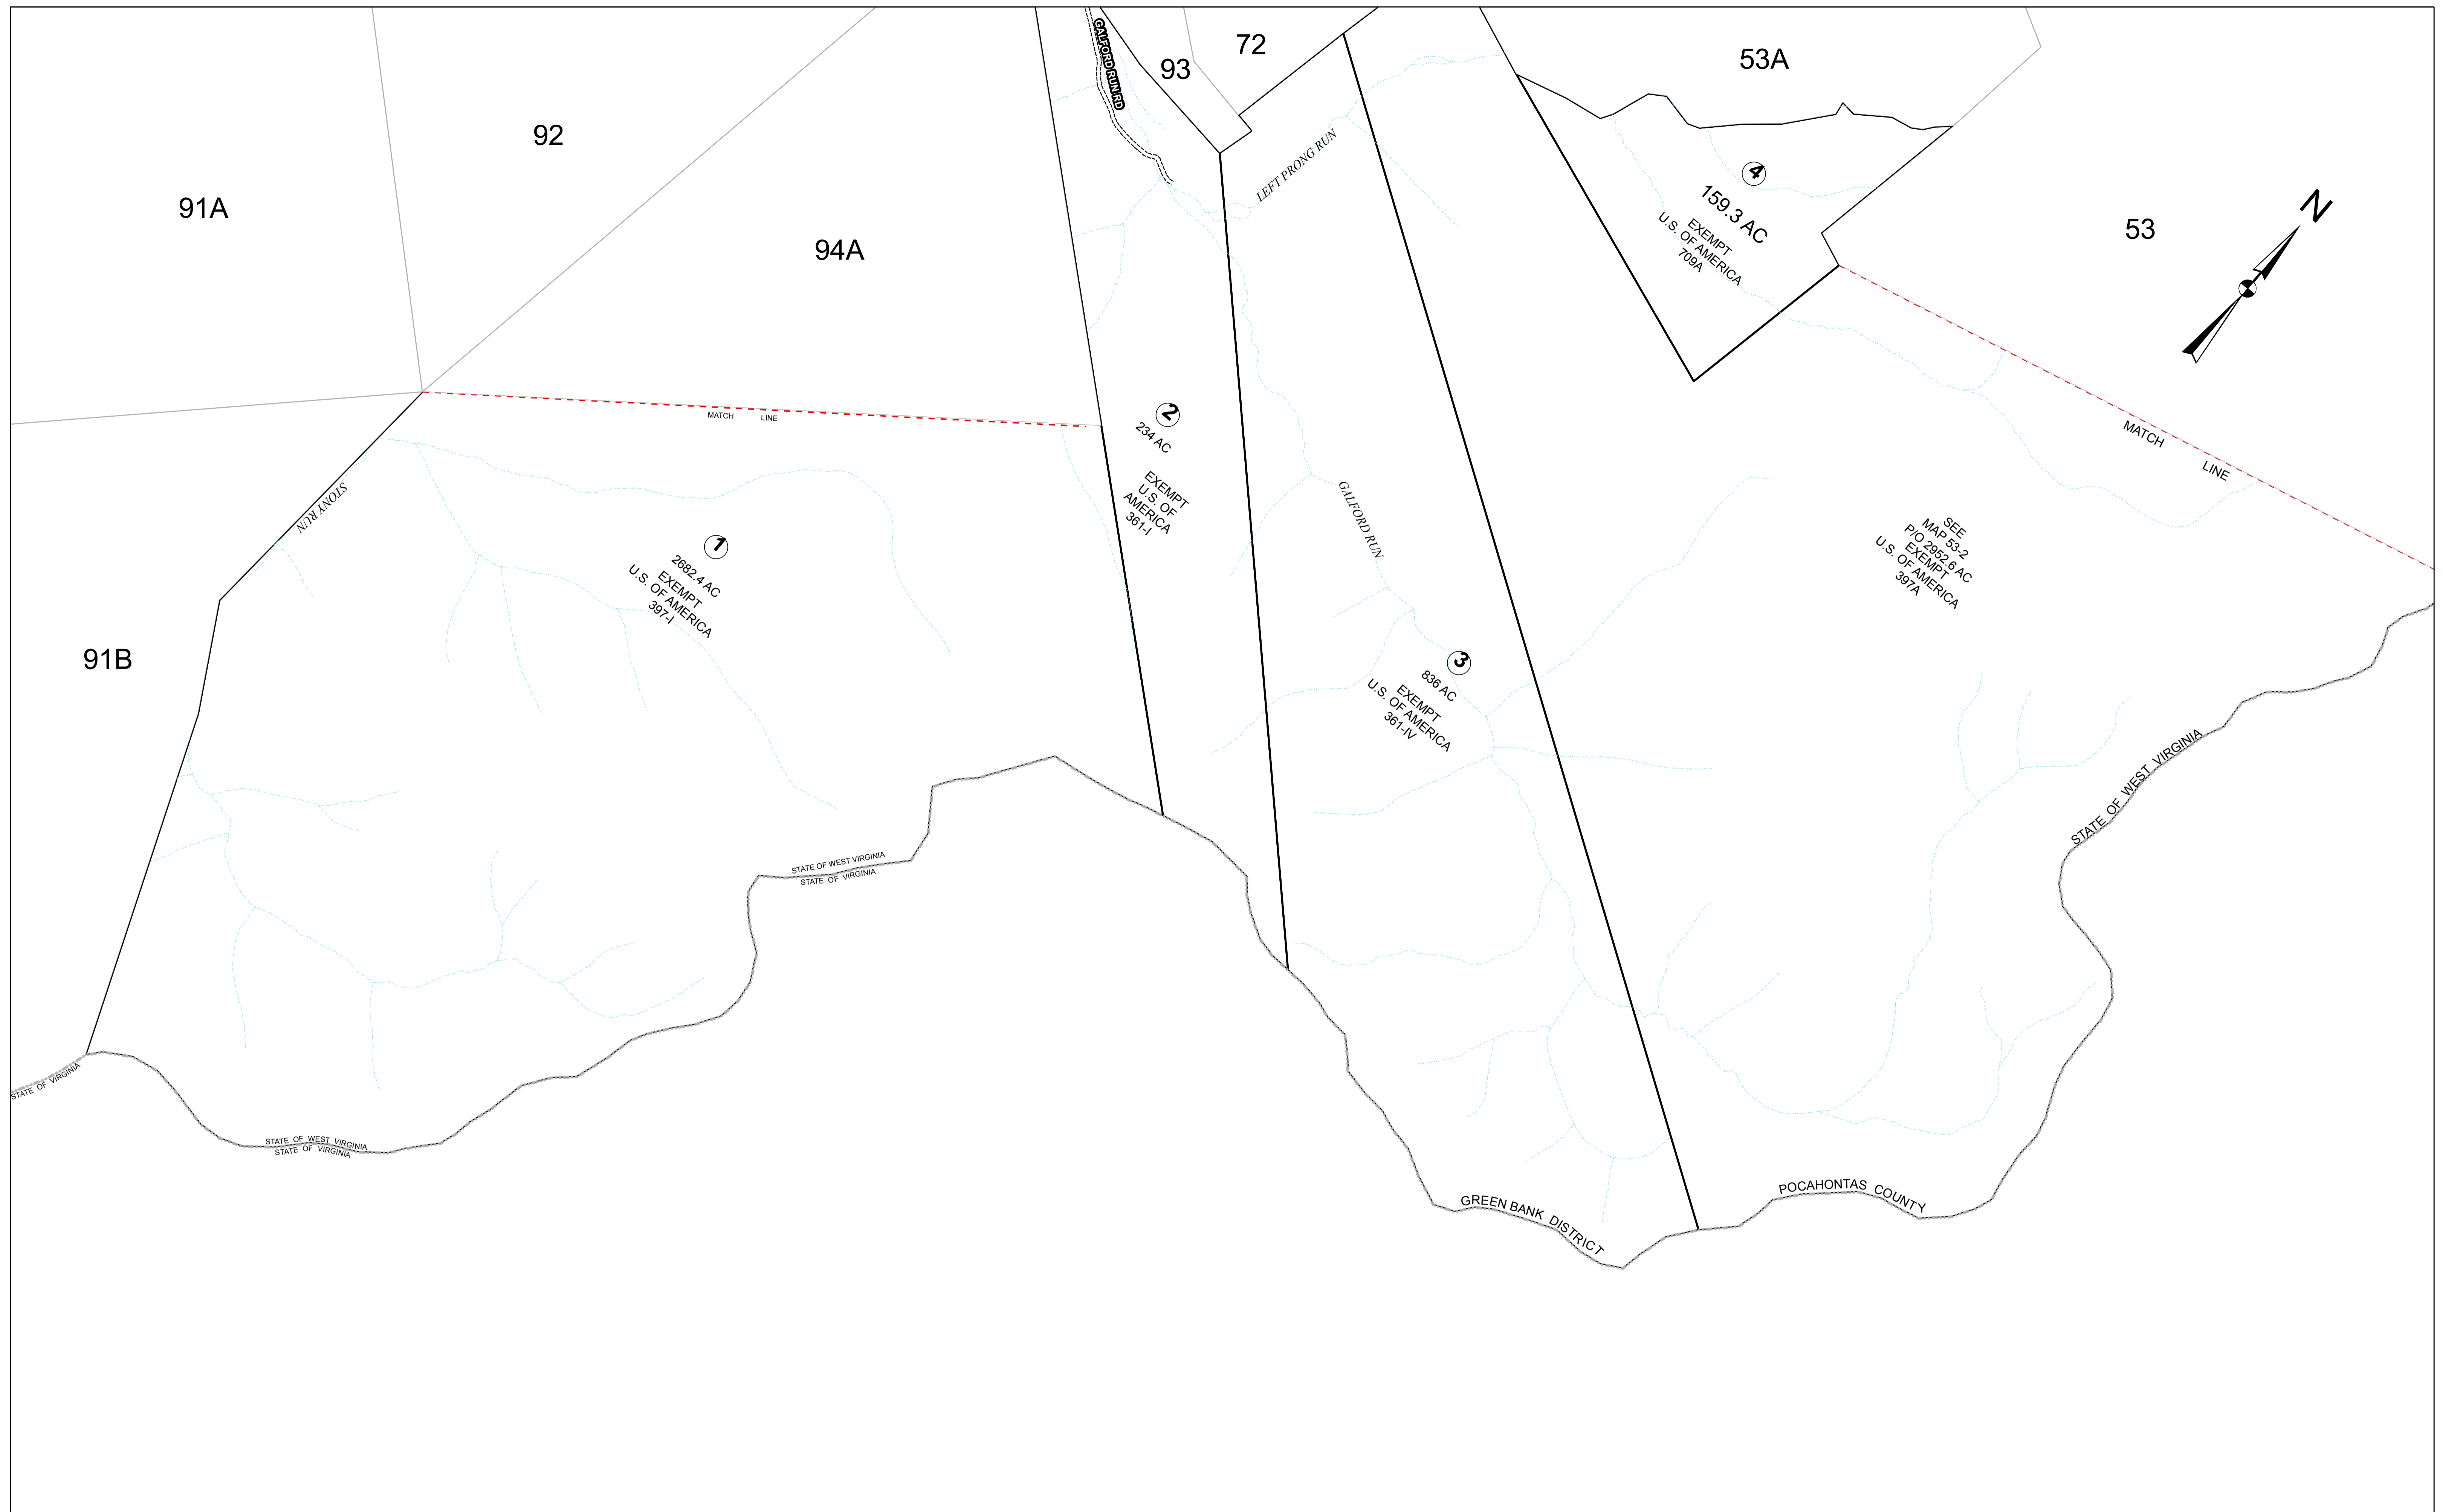 GALFORD RUN RD
93
72
53A
92
91A
94A
53
N
LEFT PRONG RUN
4
159.3 AC
EXEMPT
U.S. OF AMERICA
709A
MATCH LINE
2
234 AC
EXEMPT
U.S. OF
AMERICA
361-I
MATCH LINE
STONY RUN
GALFORD RUN
1
2682.4 AC
EXEMPT
U.S. OF AMERICA
397-I
SEE
MAP 53-2
P/O 2952.6 AC
EXEMPT
U.S. OF AMERICA
397A
91B
3
836 AC
EXEMPT
U.S. OF AMERICA
361-IV
STATE OF WEST VIRGINIA
STATE OF WEST VIRGINIA
STATE OF VIRGINIA
STATE OF VIRGINIA
STATE OF WEST VIRGINIA
STATE OF VIRGINIA
GREEN BANK DISTRICT
POCAHONTAS COUNTY